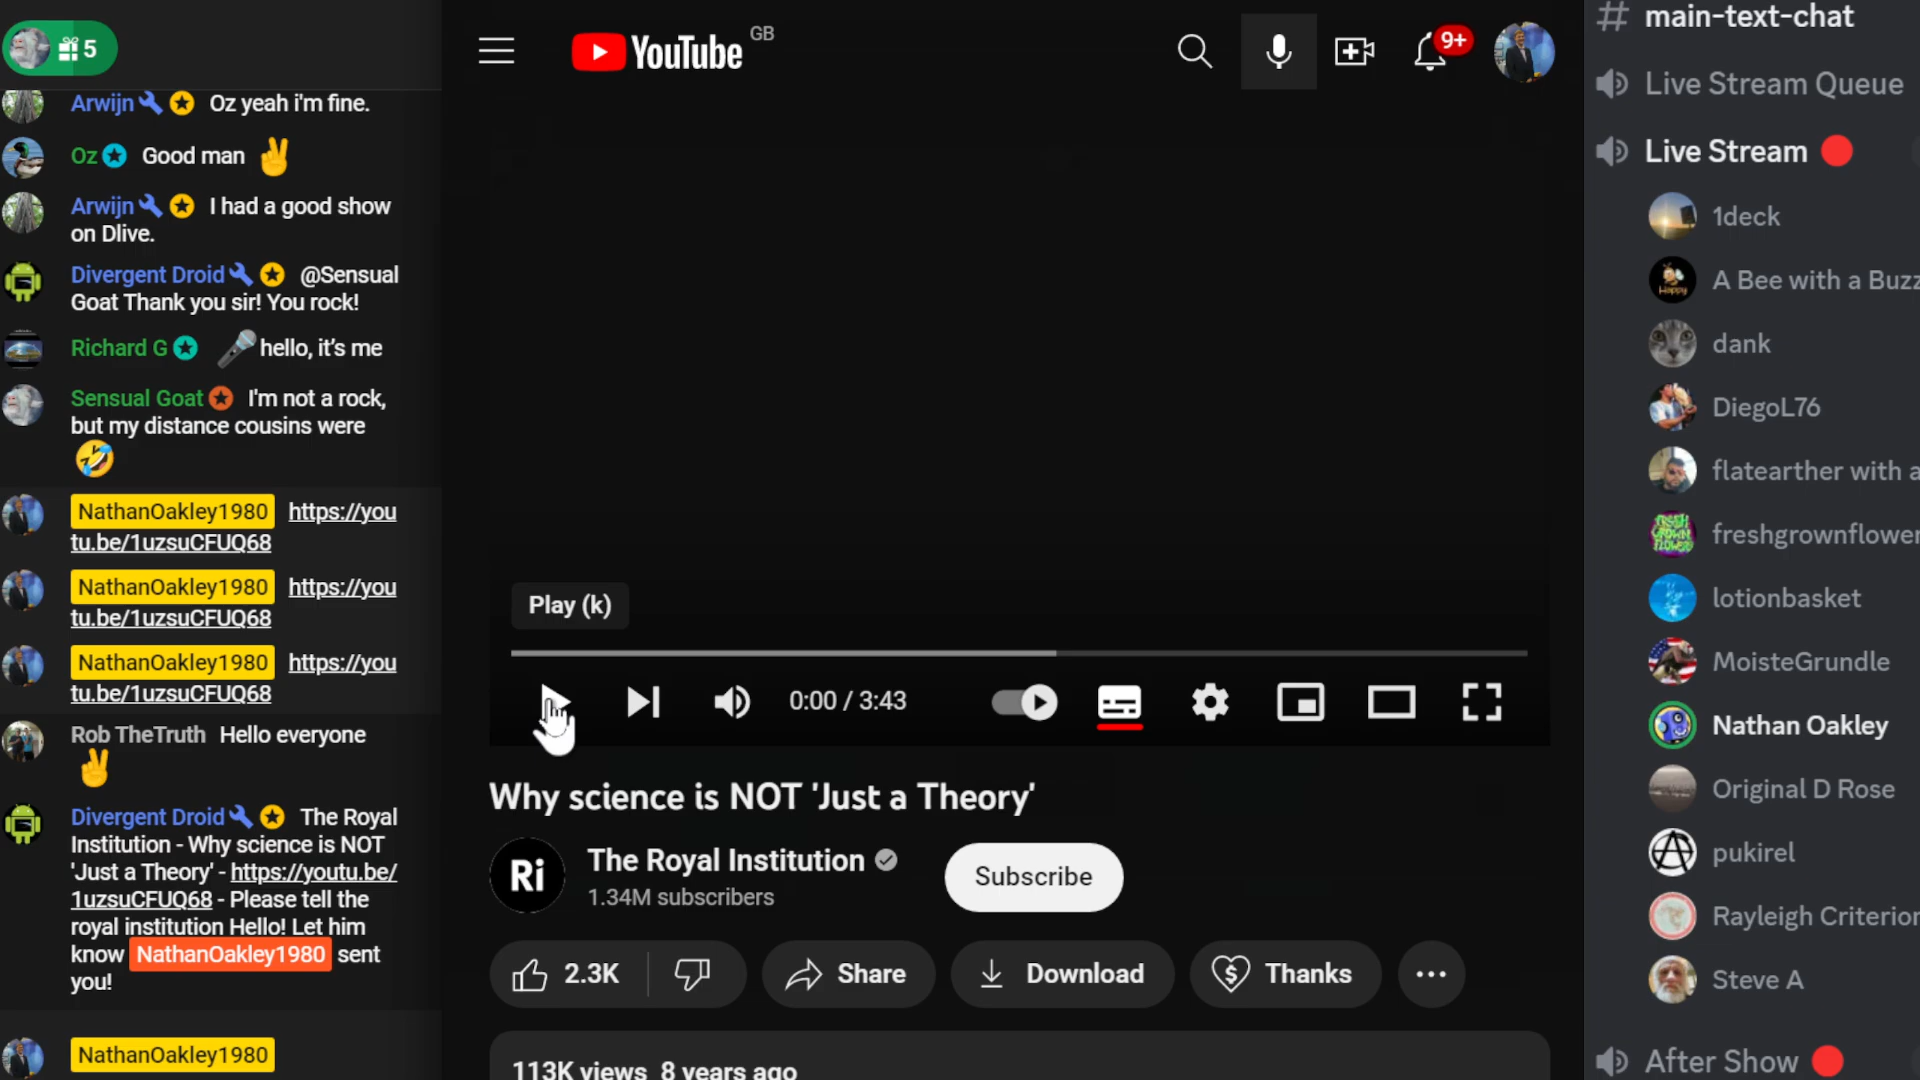 5
Arwijn Oz yeah i'm fine.
Oz Good man
Arwijn I had a good show
on Dlive.
Divergent Droid @Sensual
Goat Thank you sir! You rock!
Richard G hello, it's me
Sensual Goat I'm not a rock,
but my distance cousins were
NathanOakley1980 https://you
tu.be/1uzsuCFUQ68
NathanOakley1980 https://you
tu.be/1uzsuCFUQ68
NathanOakley1980 https://you
tu.be/1uzsuCFUQ68
Rob TheTruth Hello everyone
Divergent Droid The Royal
Institution - Why science is NOT
'Just a Theory' - https://youtu.be/
1uzsuCFUQ68 - Please tell the
royal institution Hello! Let him
know NathanOakley1980 sent
you!
NathanOakley1980
YouTube GB
9+
Play (k)
0:00 / 3:43
Why science is NOT 'Just a Theory'
Ri
The Royal Institution
1.34M subscribers
Subscribe
2.3K
Share
Download
Thanks
113K views 8 years ago
# main-text-chat
Live Stream Queue
Live Stream
1deck
Happy
A Bee with a Buzz
dank
DiegoL76
flatearther with a
FRESH
GROWN
FLOWERS
freshgrownflower
lotionbasket
MoisteGrundle
Nathan Oakley
Original D Rose
pukirel
Rayleigh Criterion
Steve A
After Show